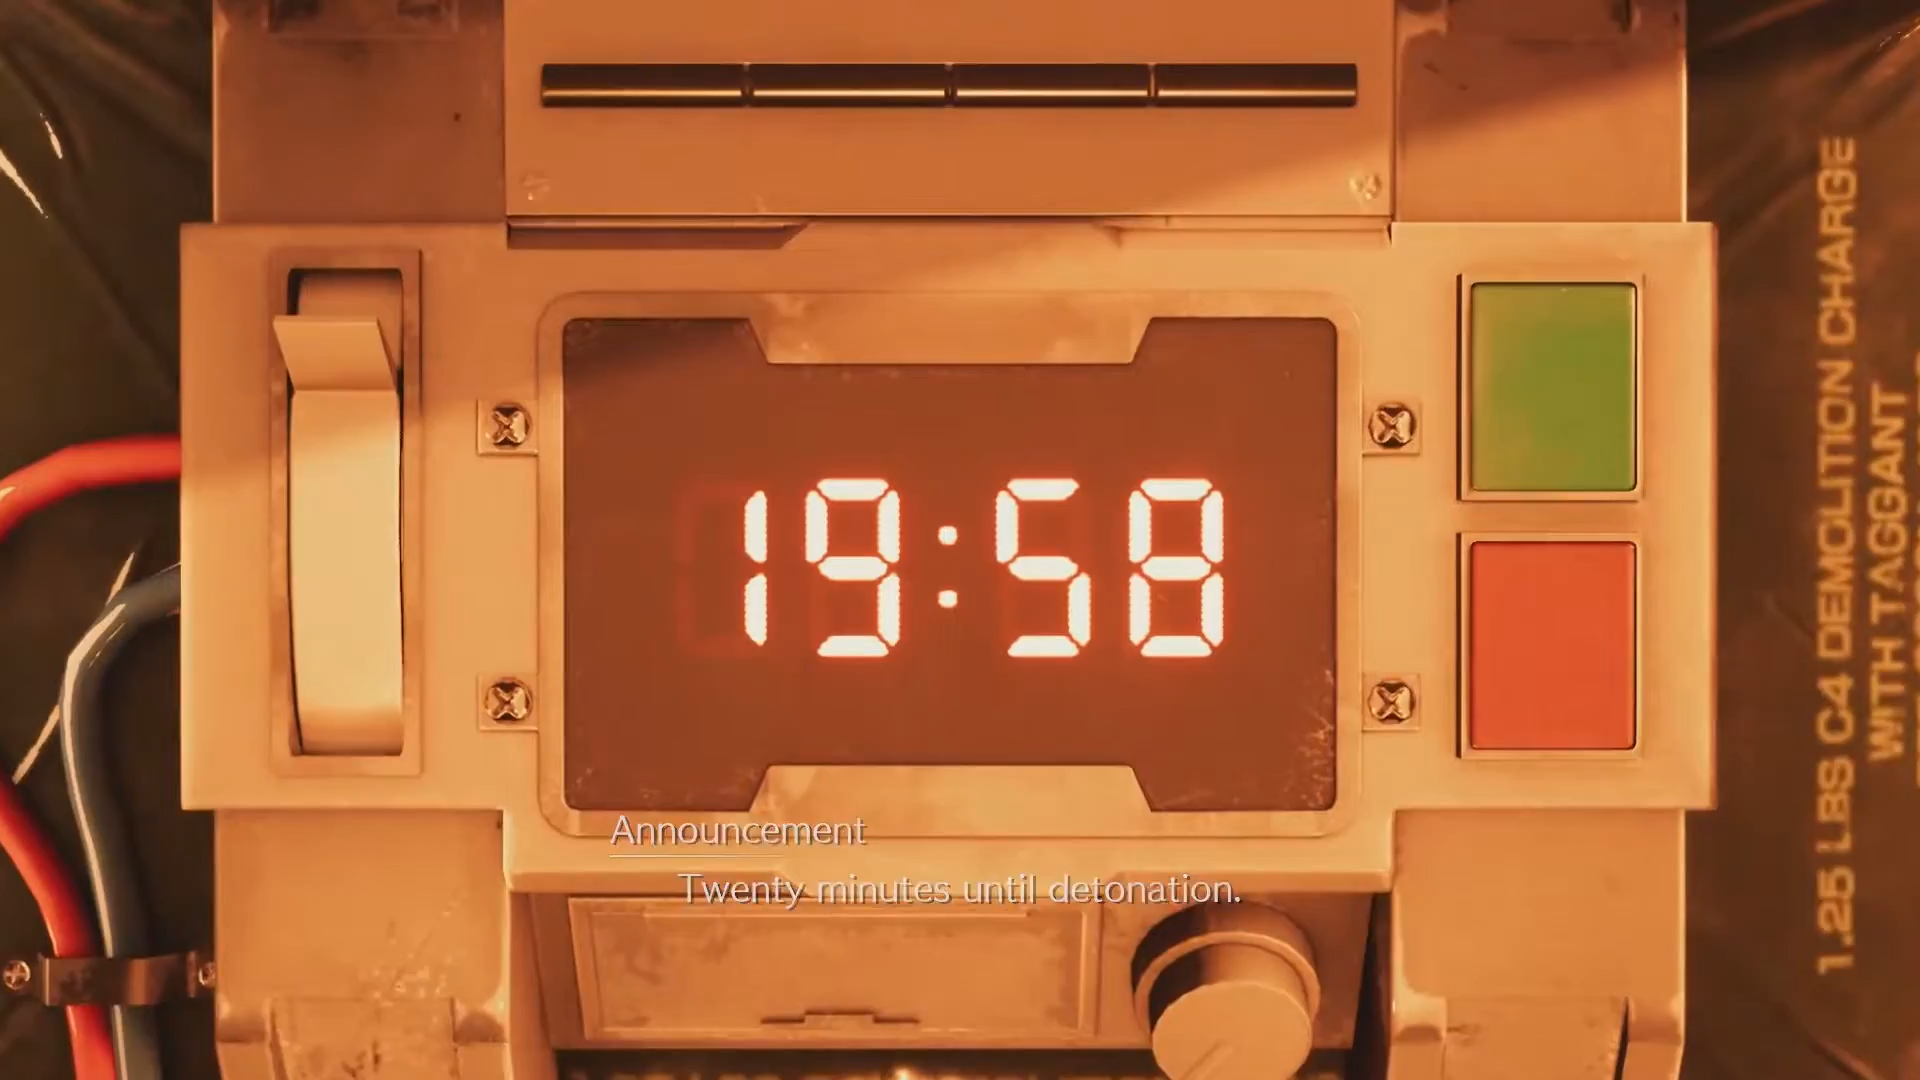 19:58
Announcement
Twenty minutes until detonation.
1.25 LBS C4 DEMOLITION CHARGE
WITH TAGGANT